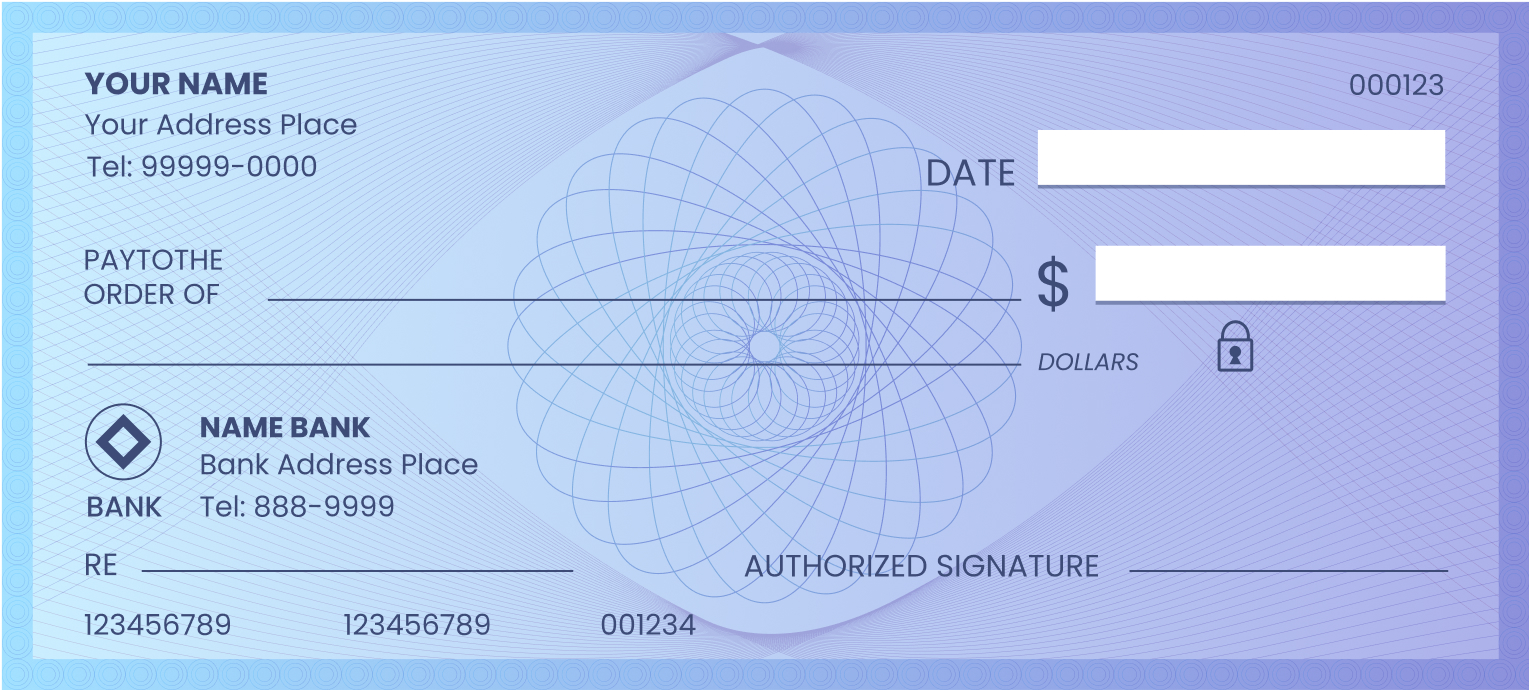 YOUR NAME
Your Address Place
Tel: 99999-0000
000123
DATE
PAYTOTHE
ORDER OF
$
DOLLARS
NAME BANK
Bank Address Place
BANK
Tel: 888-9999
RE
AUTHORIZED SIGNATURE
123456789 123456789 001234